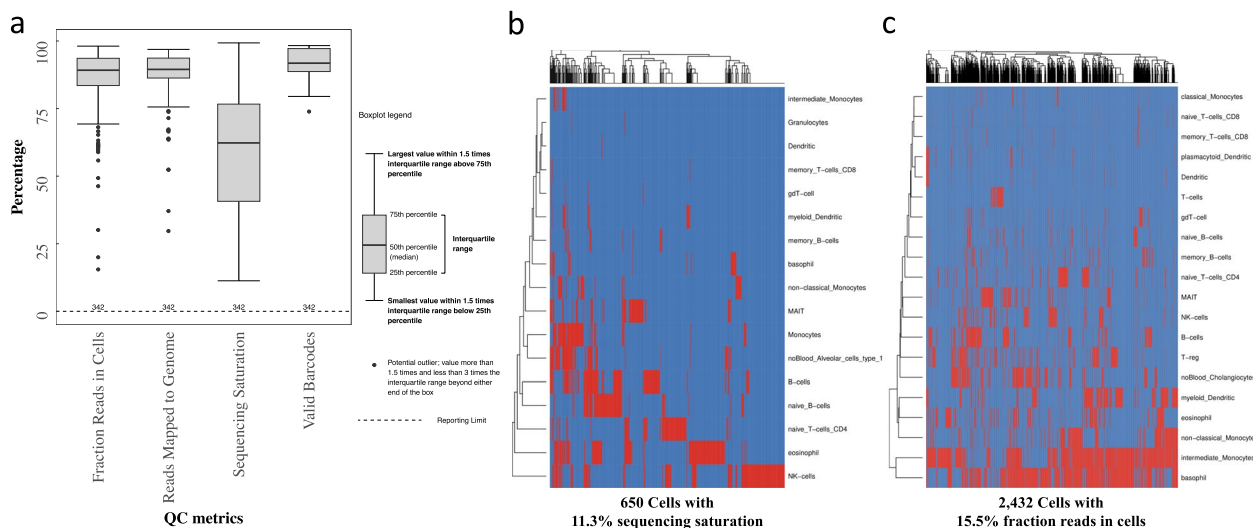 a
Percentage
100
75
50
25
0
342
342
342
342
Fraction Reads in Cells
Reads Mapped to Genome
Sequencing Saturation
Valid Barcodes
QC metrics
Boxplot legend
Largest value within 1.5 times
interquartile range above 75th
percentile
75th percentile
50th percentile
(median)
25th percentile
Interquartile
range
Smallest value within 1.5 times
interquartile range below 25th
percentile
Potential outlier; value more than
1.5 times and less than 3 times the
interquartile range beyond either
end of the box
Reporting Limit
b
intermediate_Monocytes
Granulocytes
Dendritic
memory_T-cells_CD8
gdT-cell
myeloid_Dendritic
memory_B-cells
basophil
non-classical_Monocytes
MAIT
Monocytes
noBlood_Alveolar_cells_type_1
B-cells
naive_B-cells
naive_T-cells_CD4
eosinophil
NK-cells
650 Cells with
11.3% sequencing saturation
c
classical_Monocytes
naive_T-cells_CD8
memory_T-cells_CD8
plasmacytoid_Dendritic
Dendritic
T-cells
gdT-cell
naive_B-cells
memory_B-cells
naive_T-cells_CD4
MAIT
NK-cells
B-cells
T-reg
noBlood_Cholangiocytes
myeloid_Dendritic
eosinophil
non-classical_Monocyte
intermediate_Monocytes
basophil
2,432 Cells with
15.5% fraction reads in cells